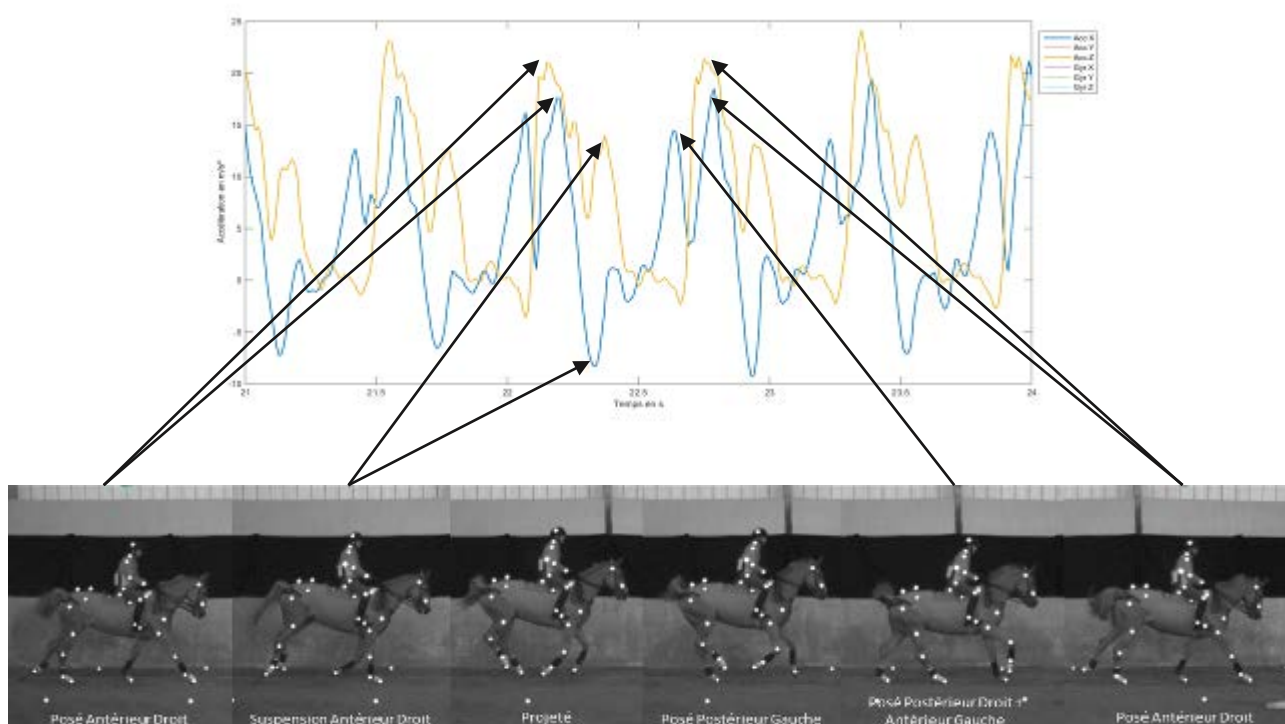 25
20
15
10
5
0
-5
-10
Accélération en m/s²
21
21.5
22
22.5
23
23.5
24
Temps en s
Acc X
Acc Y
Acc Z
Gyr X
Gyr Y
Gyr Z
Posé Antérieur Droit
Suspension Antérieur Droit
Projeté
Posé Postérieur Gauche
Posé Postérieur Droit +
Antérieur Gauche
Posé Antérieur Droit